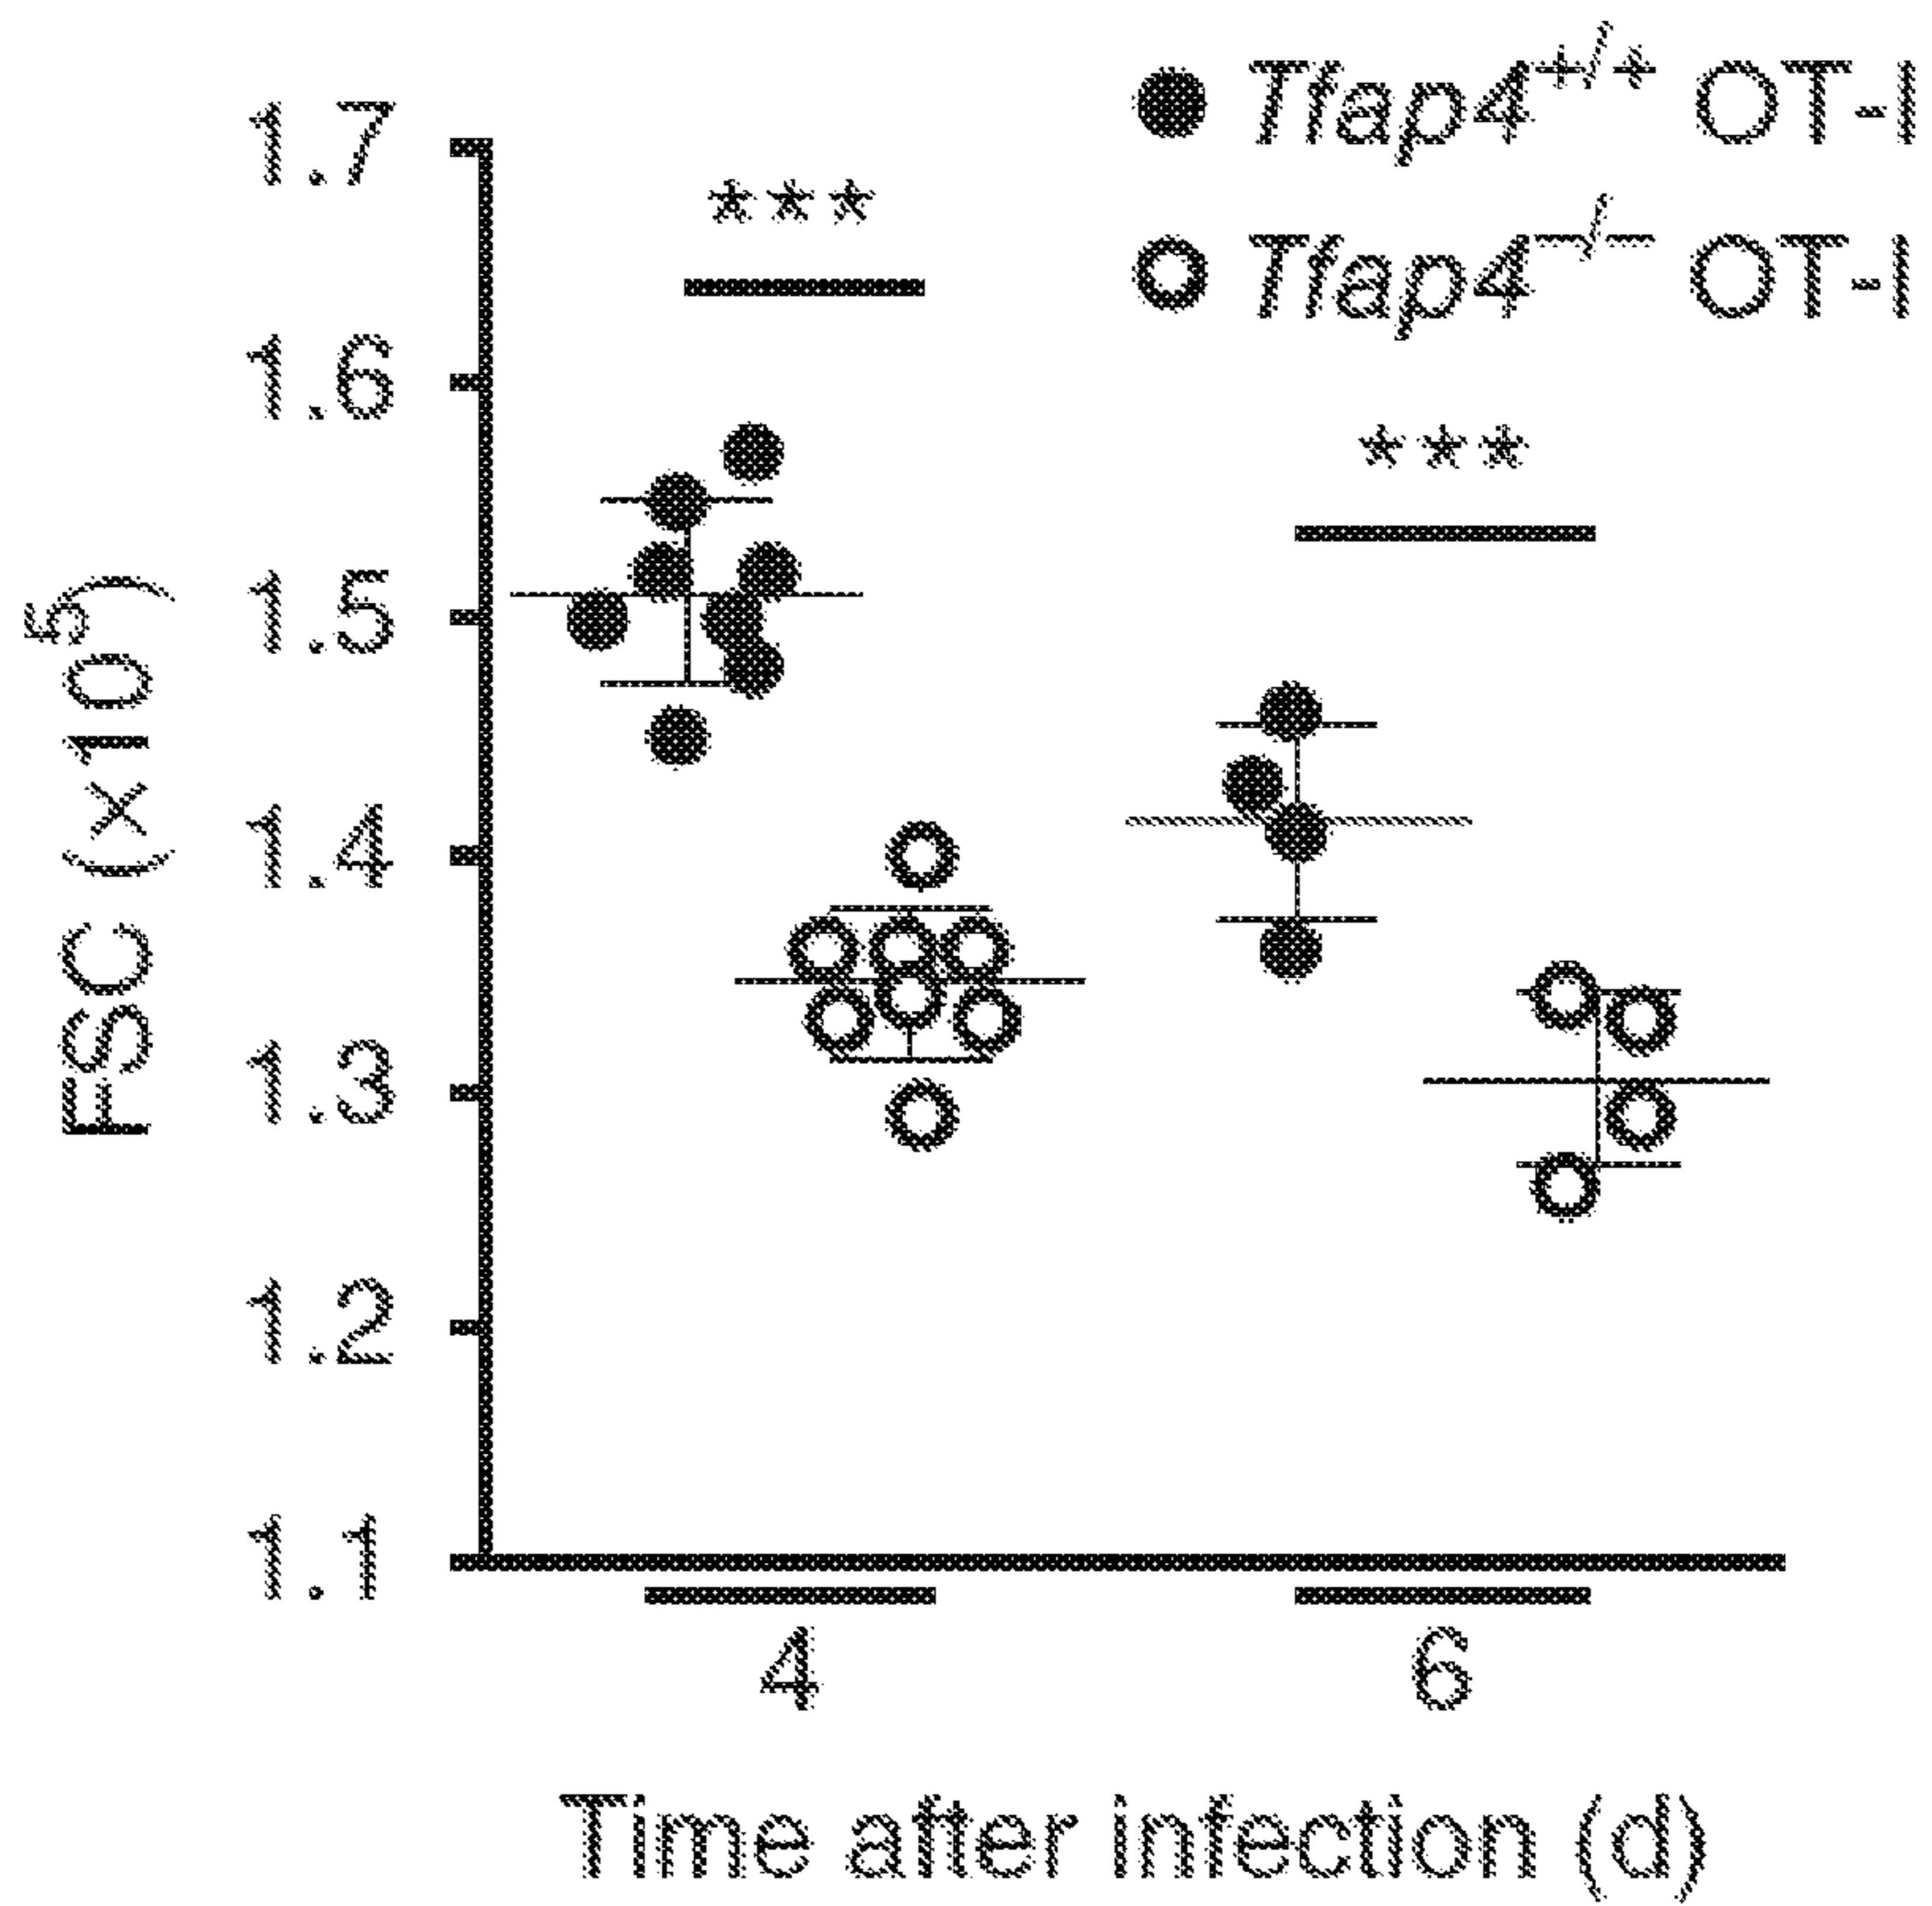 Tfap4+/+ OT-I
Tfap4−/− OT-I
***
***
FSC (×10⁵)
1.7
1.6
1.5
1.4
1.3
1.2
1.1
4
6
Time after infection (d)